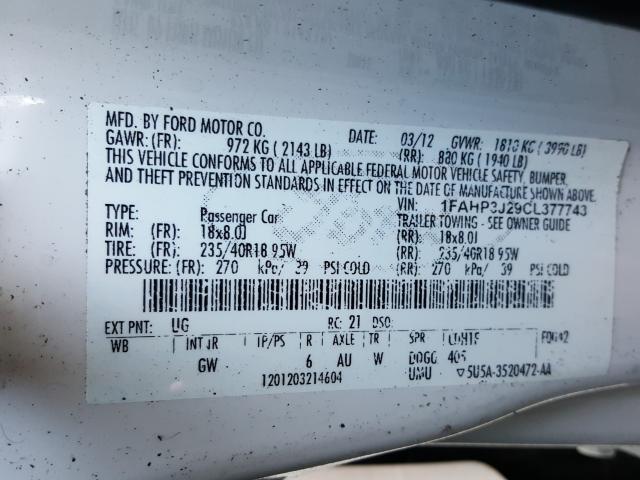 MFD. BY FORD MOTOR CO.
DATE: 03/12 GVWR: 1810 KG (3990 LB)
GAWR: (FR): 972 KG (2143 LB) (RR): 880 KG (1940 LB)
THIS VEHICLE CONFORMS TO ALL APPLICABLE FEDERAL MOTOR VEHICLE SAFETY, BUMPER,
AND THEFT PREVENTION STANDARDS IN EFFECT ON THE DATE OF MANUFACTURE SHOWN ABOVE.
VIN: 1FAHP3J29CL377743
TYPE: Passenger Car TRAILER TOWING - SEE OWNER GUIDE
RIM: (FR): 18x8.0J (RR): 18x8.0J
TIRE: (FR): 235/40R18 95W (RR): 235/40R18 95W
PRESSURE: (FR): 270 kPa/ 39 PSI COLD (RR): 270 kPa/ 39 PSI COLD
EXT PNT: UG RC: 21 DSO:
WB INT TR TP/PS R AXLE TR SPR
GW 6 AU W DOGG 405
1201203214604 UMU ▽5U5A-3520472-AA